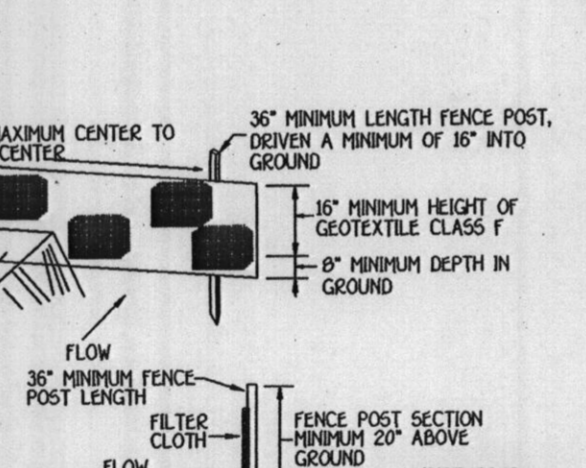 36" MINIMUM LENGTH FENCE POST,
DRIVEN A MINIMUM OF 16" INTO
GROUND
AXIMUM CENTER TO
CENTER
16" MINIMUM HEIGHT OF
GEOTEXTILE CLASS F
8" MINIMUM DEPTH IN
GROUND
FLOW
36" MINIMUM FENCE
POST LENGTH
FILTER
CLOTH
FENCE POST SECTION
MINIMUM 20" ABOVE
GROUND
FLOW